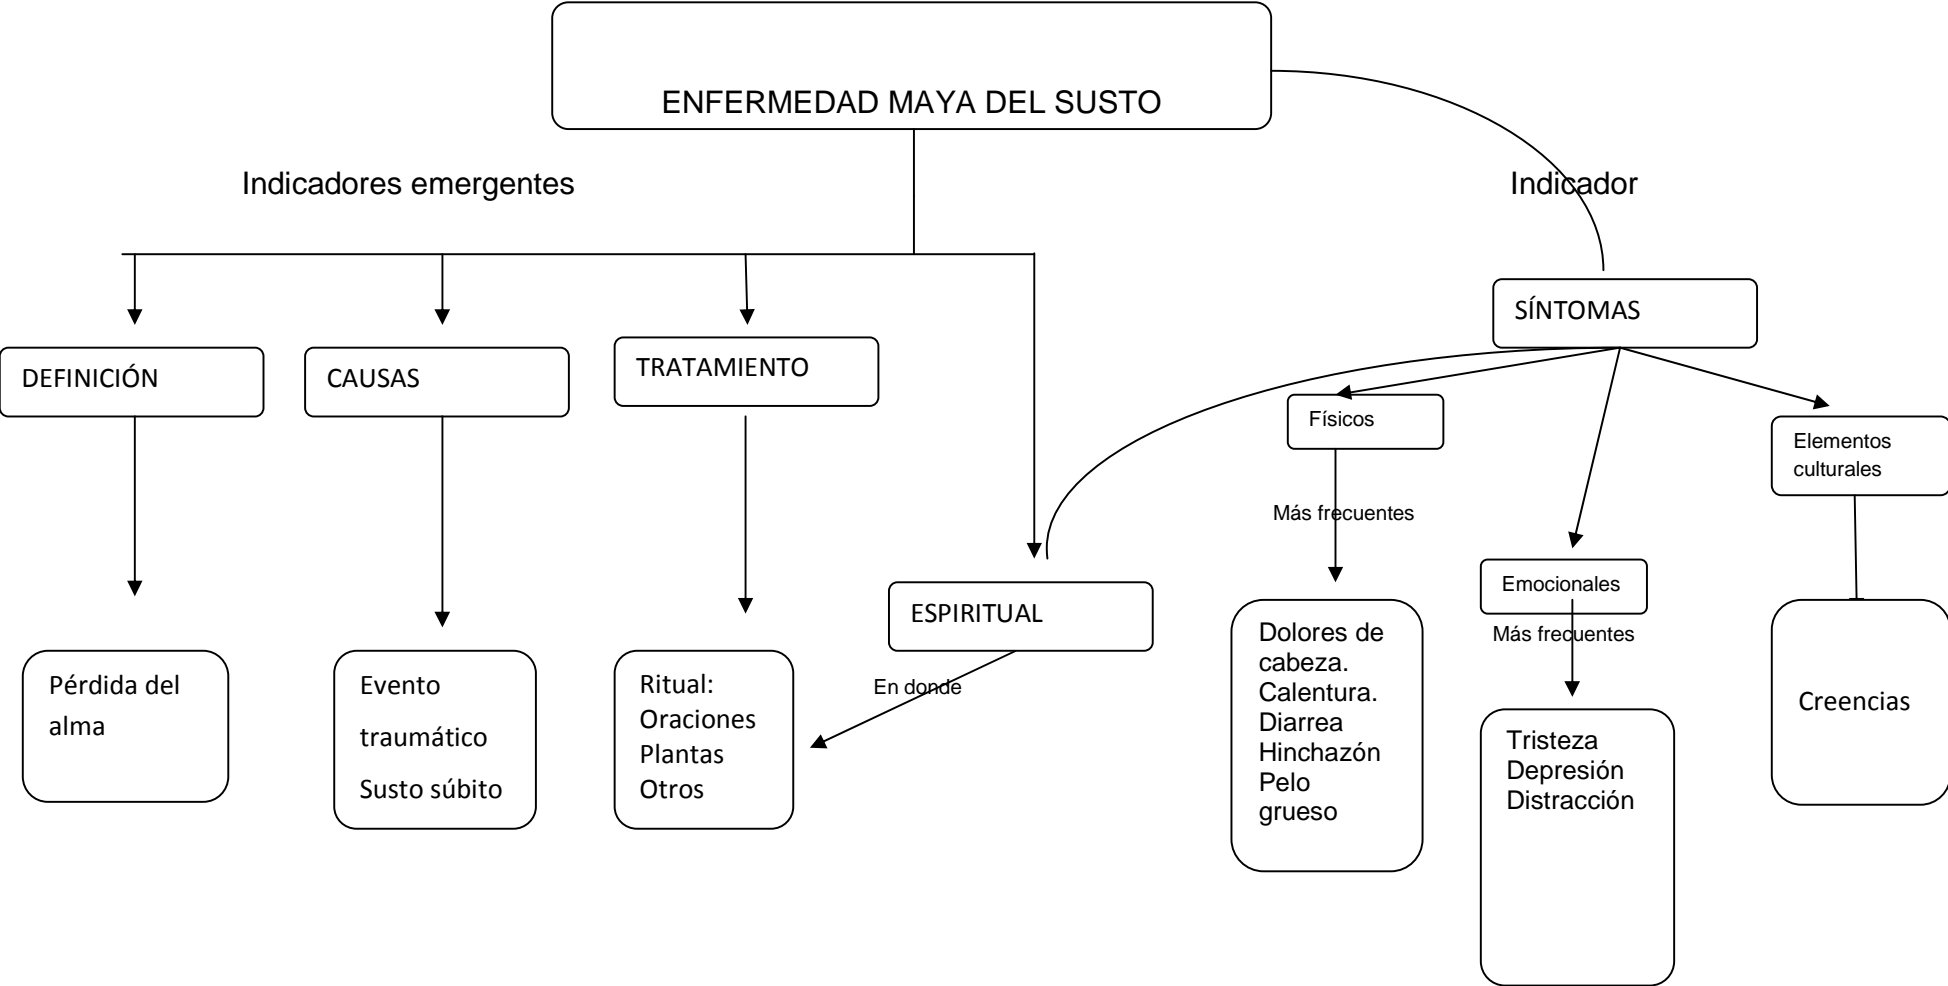 ENFERMEDAD MAYA DEL SUSTO
Indicadores emergentes
Indicador
DEFINICIÓN
CAUSAS
TRATAMIENTO
SÍNTOMAS
Físicos
Elementos
culturales
Más frecuentes
Emocionales
Más frecuentes
ESPIRITUAL
En donde
Pérdida del
alma
Evento
traumático
Susto súbito
Ritual:
Oraciones
Plantas
Otros
Dolores de
cabeza.
Calentura.
Diarrea
Hinchazón
Pelo
grueso
Tristeza
Depresión
Distracción
Creencias